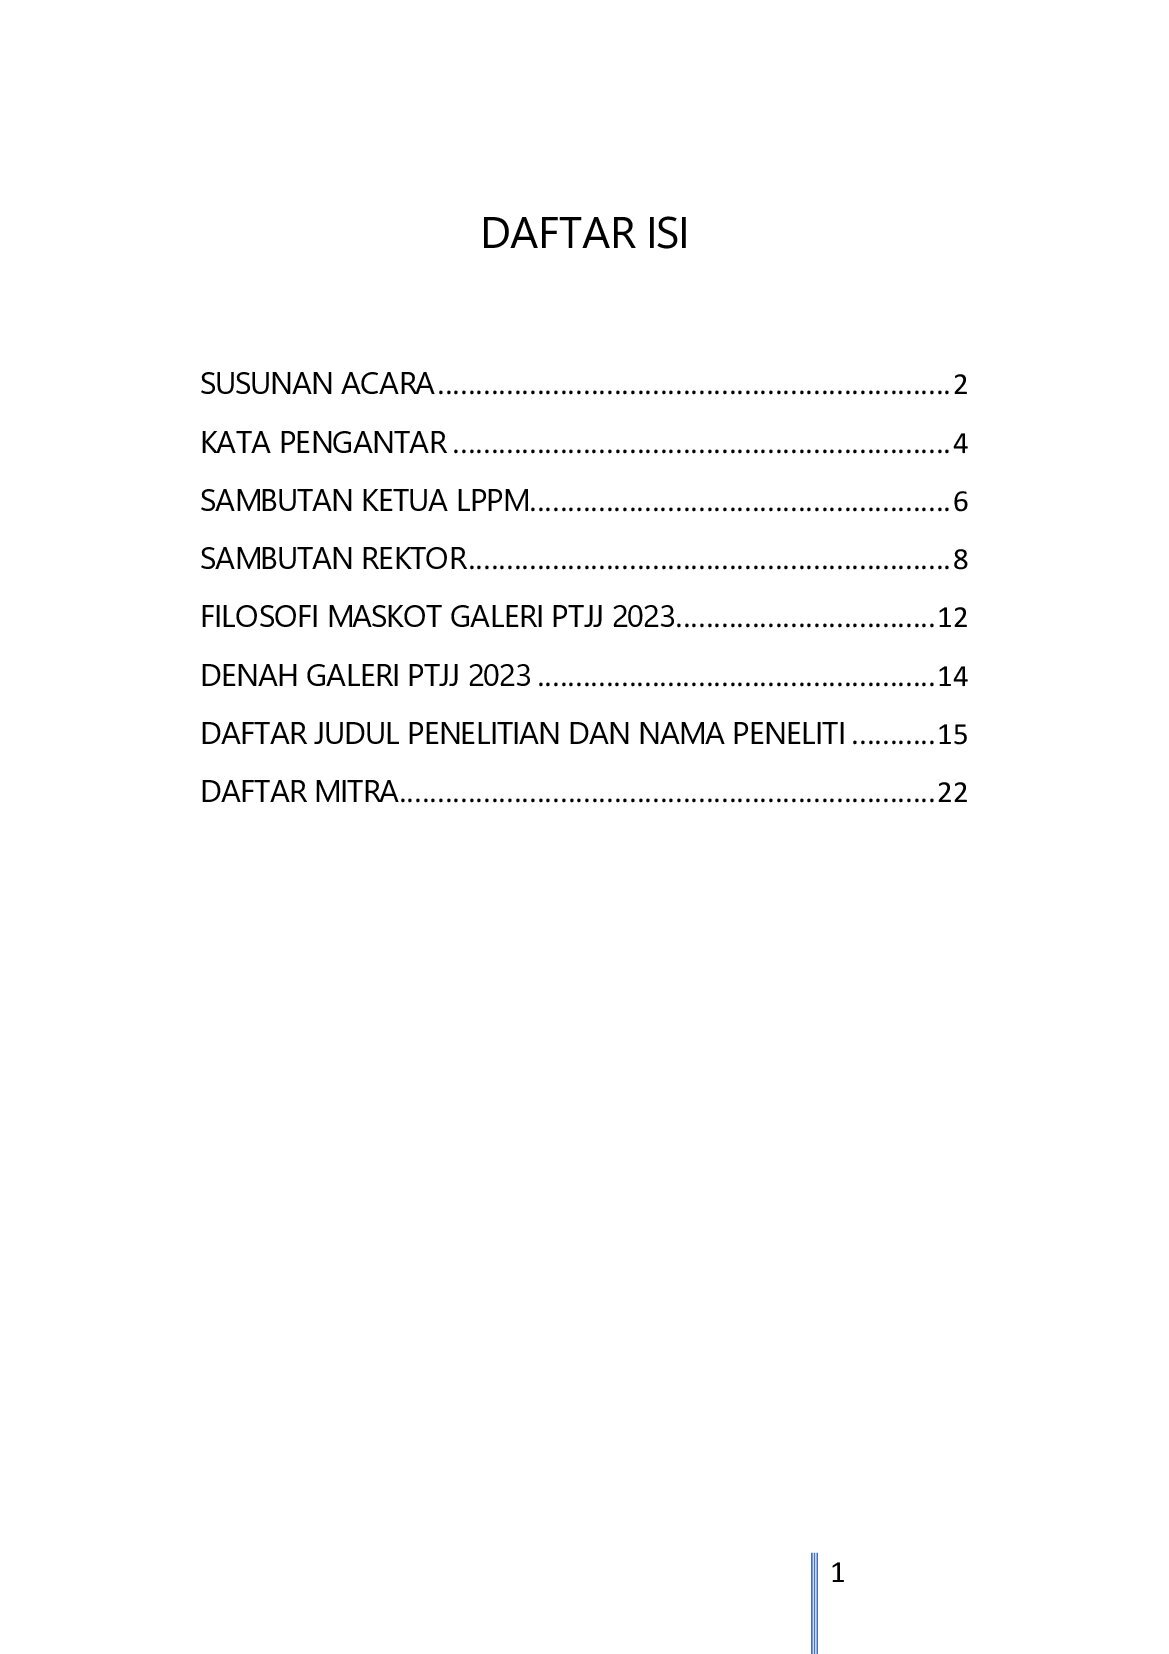 DAFTAR ISI
SUSUNAN ACARA..................................................................2
KATA PENGANTAR ................................................................4
SAMBUTAN KETUA LPPM......................................................6
SAMBUTAN REKTOR..............................................................8
FILOSOFI MASKOT GALERI PTJJ 2023.................................12
DENAH GALERI PTJJ 2023 ...................................................14
DAFTAR JUDUL PENELITIAN DAN NAMA PENELITI ...........15
DAFTAR MITRA.....................................................................22
1